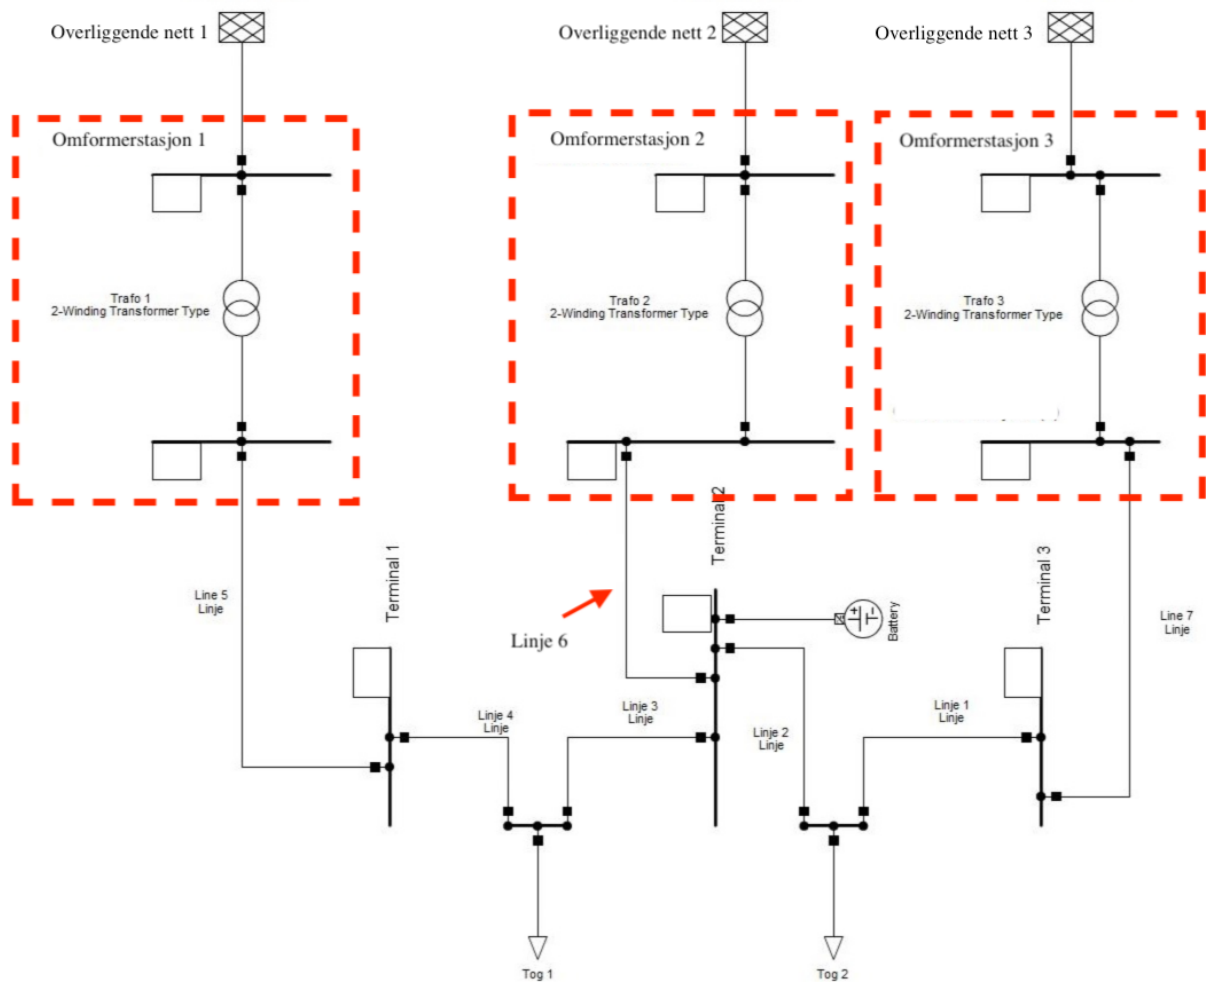 Overliggende nett 1
Overliggende nett 2
Overliggende nett 3
Omformerstasjon 1
Omformerstasjon 2
Omformerstasjon 3
Trafo 1
2-Winding Transformer Type
Trafo 2
2-Winding Transformer Type
Trafo 3
2-Winding Transformer Type
Terminal 1
Terminal 2
Terminal 3
Line 5
Linje
Linje 6
Battery
Line 7
Linje
Linje 4
Linje
Linje 3
Linje
Linje 2
Linje
Linje 1
Linje
Tog 1
Tog 2